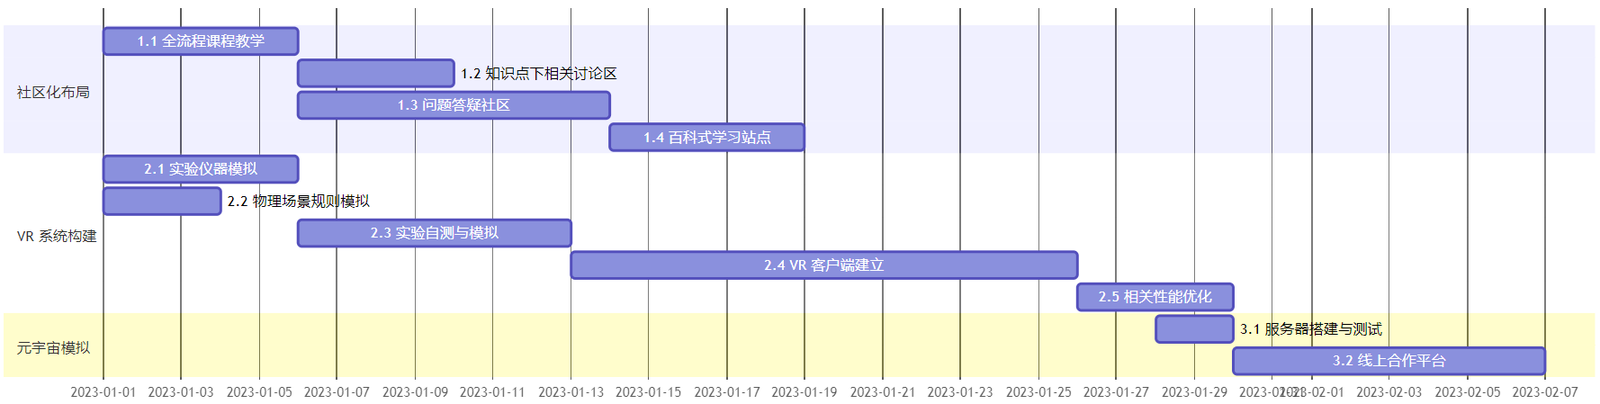 社区化布局
1.1 全流程课程教学
1.2 知识点下相关讨论区
1.3 问题答疑社区
1.4 百科式学习站点
VR 系统构建
2.1 实验仪器模拟
2.2 物理场景规则模拟
2.3 实验自测与模拟
2.4 VR 客户端建立
2.5 相关性能优化
元宇宙模拟
3.1 服务器搭建与测试
3.2 线上合作平台
2023-01-01 2023-01-03 2023-01-05 2023-01-07 2023-01-09 2023-01-11 2023-01-13 2023-01-15 2023-01-17 2023-01-19 2023-01-21 2023-01-23 2023-01-25 2023-01-27 2023-01-29 2023-01-31 2023-02-01 2023-02-03 2023-02-05 2023-02-07